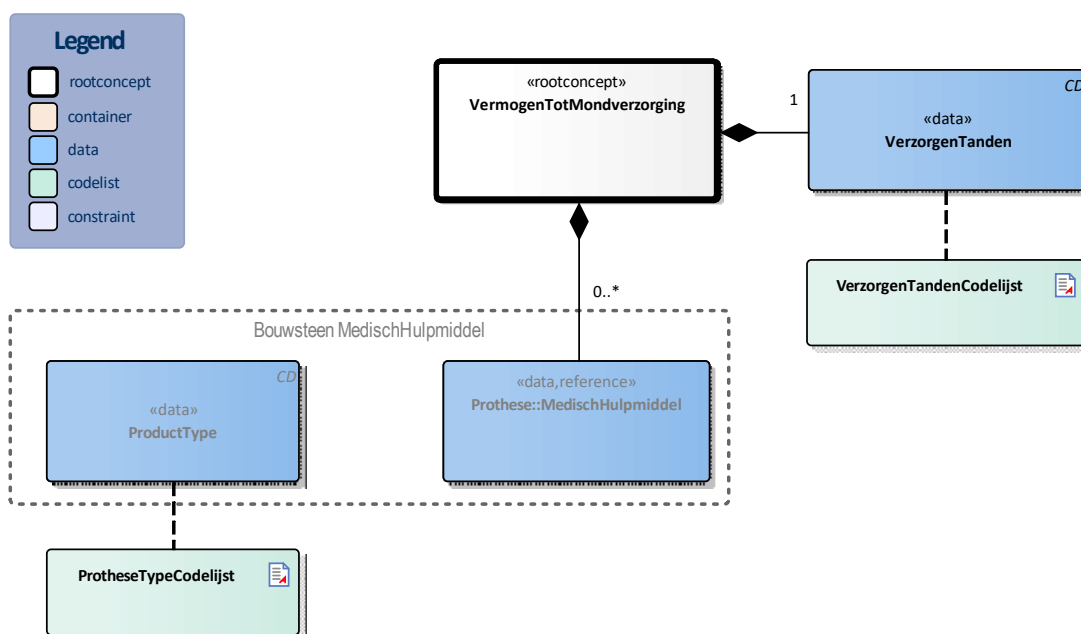 Legend
rootconcept
container
data
codelist
constraint
«rootconcept»
VermogenTotMondverzorging
1
CD
«data»
VerzorgenTanden
VerzorgenTandenCodelijst
0..*
Bouwsteen MedischHulpmiddel
CD
«data»
ProductType
«data,reference»
Prothese::MedischHulpmiddel
ProtheseTypeCodelijst